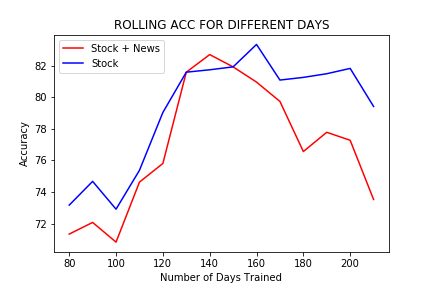 ROLLING ACC FOR DIFFERENT DAYS
Stock + News
Stock
Accuracy
82
80
78
76
74
72
80
100
120
140
160
180
200
Number of Days Trained